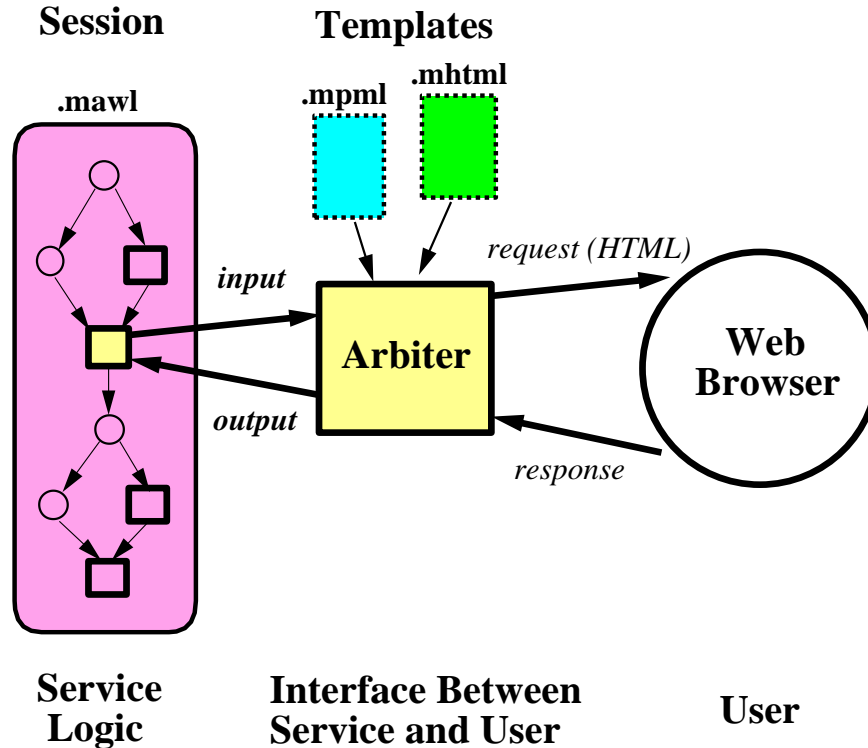 Session
Templates
.mawl
.mpml
.mhtml
request (HTML)
input
Arbiter
Web
Browser
output
response
Service
Logic
Interface Between
Service and User
User